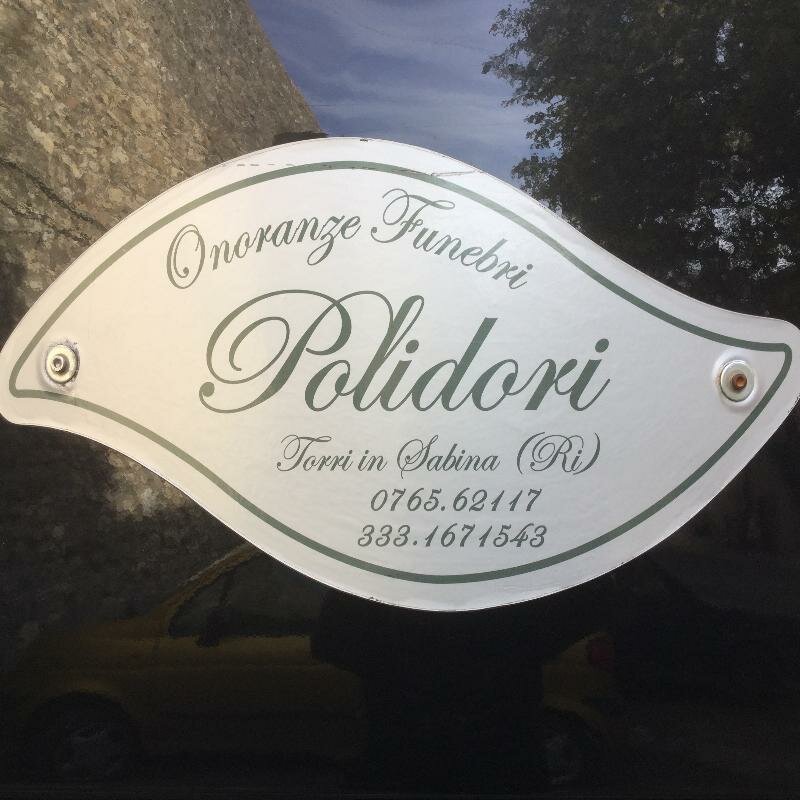 Onoranze Funebri
Polidori
Torri in Sabina (Ri)
0765.62117
333.1671543